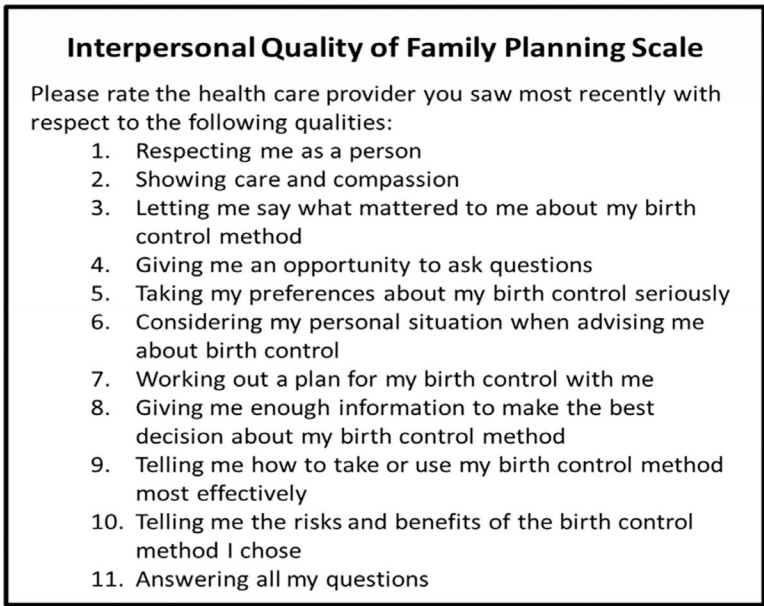 Interpersonal Quality of Family Planning Scale
Please rate the health care provider you saw most recently with
respect to the following qualities:
1. Respecting me as a person
2. Showing care and compassion
3. Letting me say what mattered to me about my birth
control method
4. Giving me an opportunity to ask questions
5. Taking my preferences about my birth control seriously
6. Considering my personal situation when advising me
about birth control
7. Working out a plan for my birth control with me
8. Giving me enough information to make the best
decision about my birth control method
9. Telling me how to take or use my birth control method
most effectively
10. Telling me the risks and benefits of the birth control
method I chose
11. Answering all my questions